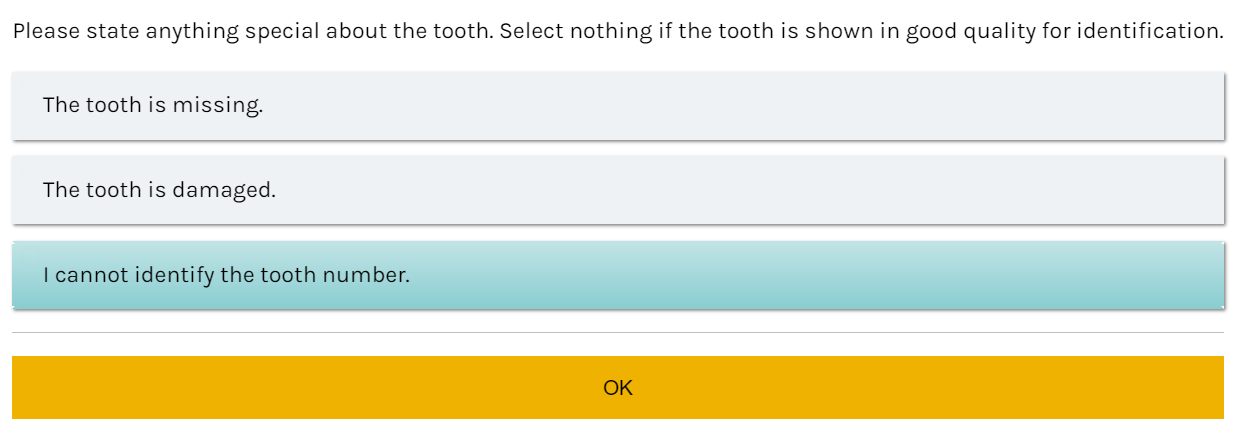 Please state anything special about the tooth. Select nothing if the tooth is shown in good quality for identification.
The tooth is missing.
The tooth is damaged.
I cannot identify the tooth number.
OK